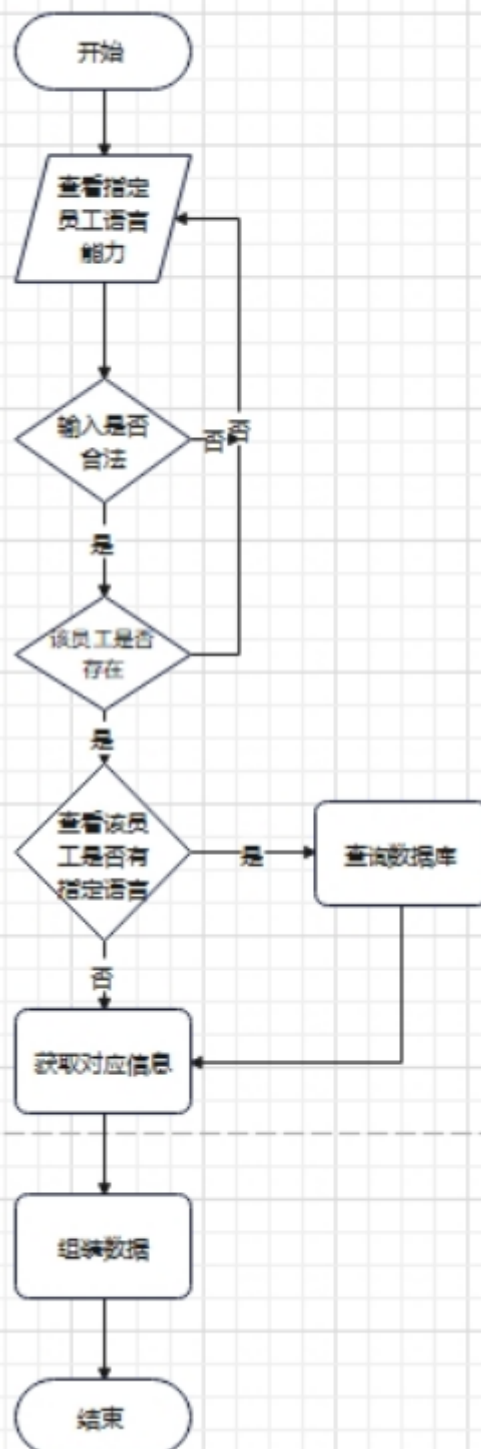 开始
查看指定
员工语言
能力
输入是否
合法
否
否
是
该员工是否
存在
是
查看该员
工是否有
指定语言
是
查询数据库
否
获取对应信息
组装数据
结束